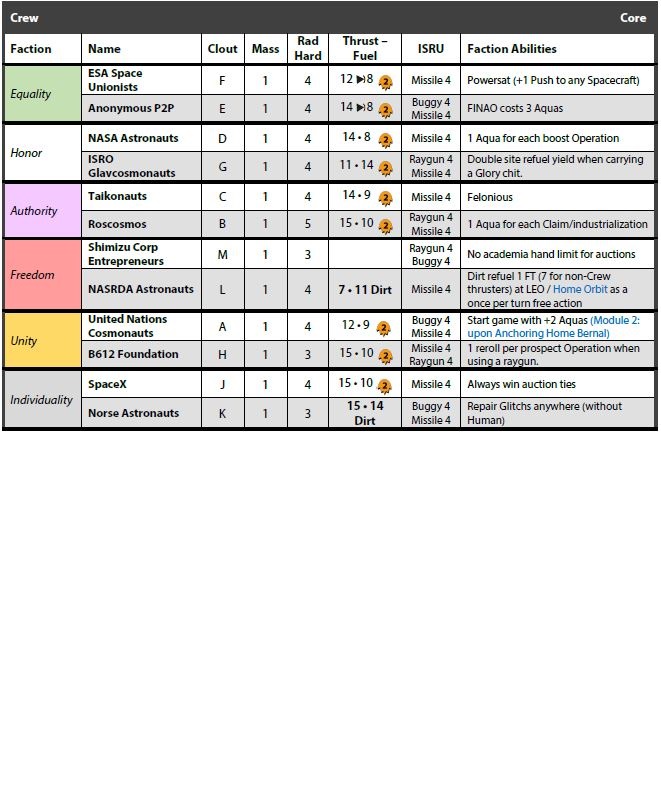 Crew Core
Faction Name Clout Mass Rad Hard Thrust – Fuel ISRU Faction Abilities
Equality
ESA Space Unionists F 1 4 12 ▶8 2 Missile 4 Powersat (+1 Push to any Spacecraft)
Anonymous P2P E 1 4 14 ▶8 2 Buggy 4 Missile 4 FINAO costs 3 Aquas
Honor
NASA Astronauts D 1 4 14 • 8 2 Missile 4 1 Aqua for each boost Operation
ISRO Glavcosmonauts G 1 4 11 • 14 2 Raygun 4 Missile 4 Double site refuel yield when carrying a Glory chit.
Authority
Taikonauts C 1 4 14 • 9 2 Missile 4 Felonious
Roscosmos B 1 5 15 • 10 2 Raygun 4 Missile 4 1 Aqua for each Claim/industrialization
Freedom
Shimizu Corp Entrepreneurs M 1 3 Raygun 4 Buggy 4 No academia hand limit for auctions
NASRDA Astronauts L 1 4 7 • 11 Dirt Missile 4 Dirt refuel 1 FT (7 for non-Crew thrusters) at LEO / Home Orbit as a once per turn free action
Unity
United Nations Cosmonauts A 1 4 12 • 9 2 Buggy 4 Missile 4 Start game with +2 Aquas (Module 2: upon Anchoring Home Bernal)
B612 Foundation H 1 3 15 • 10 2 Missile 4 Raygun 4 1 reroll per prospect Operation when using a raygun.
Individuality
SpaceX J 1 4 15 • 10 2 Missile 4 Always win auction ties
Norse Astronauts K 1 3 15 • 14 Dirt Buggy 4 Missile 4 Repair Glitchs anywhere (without Human)